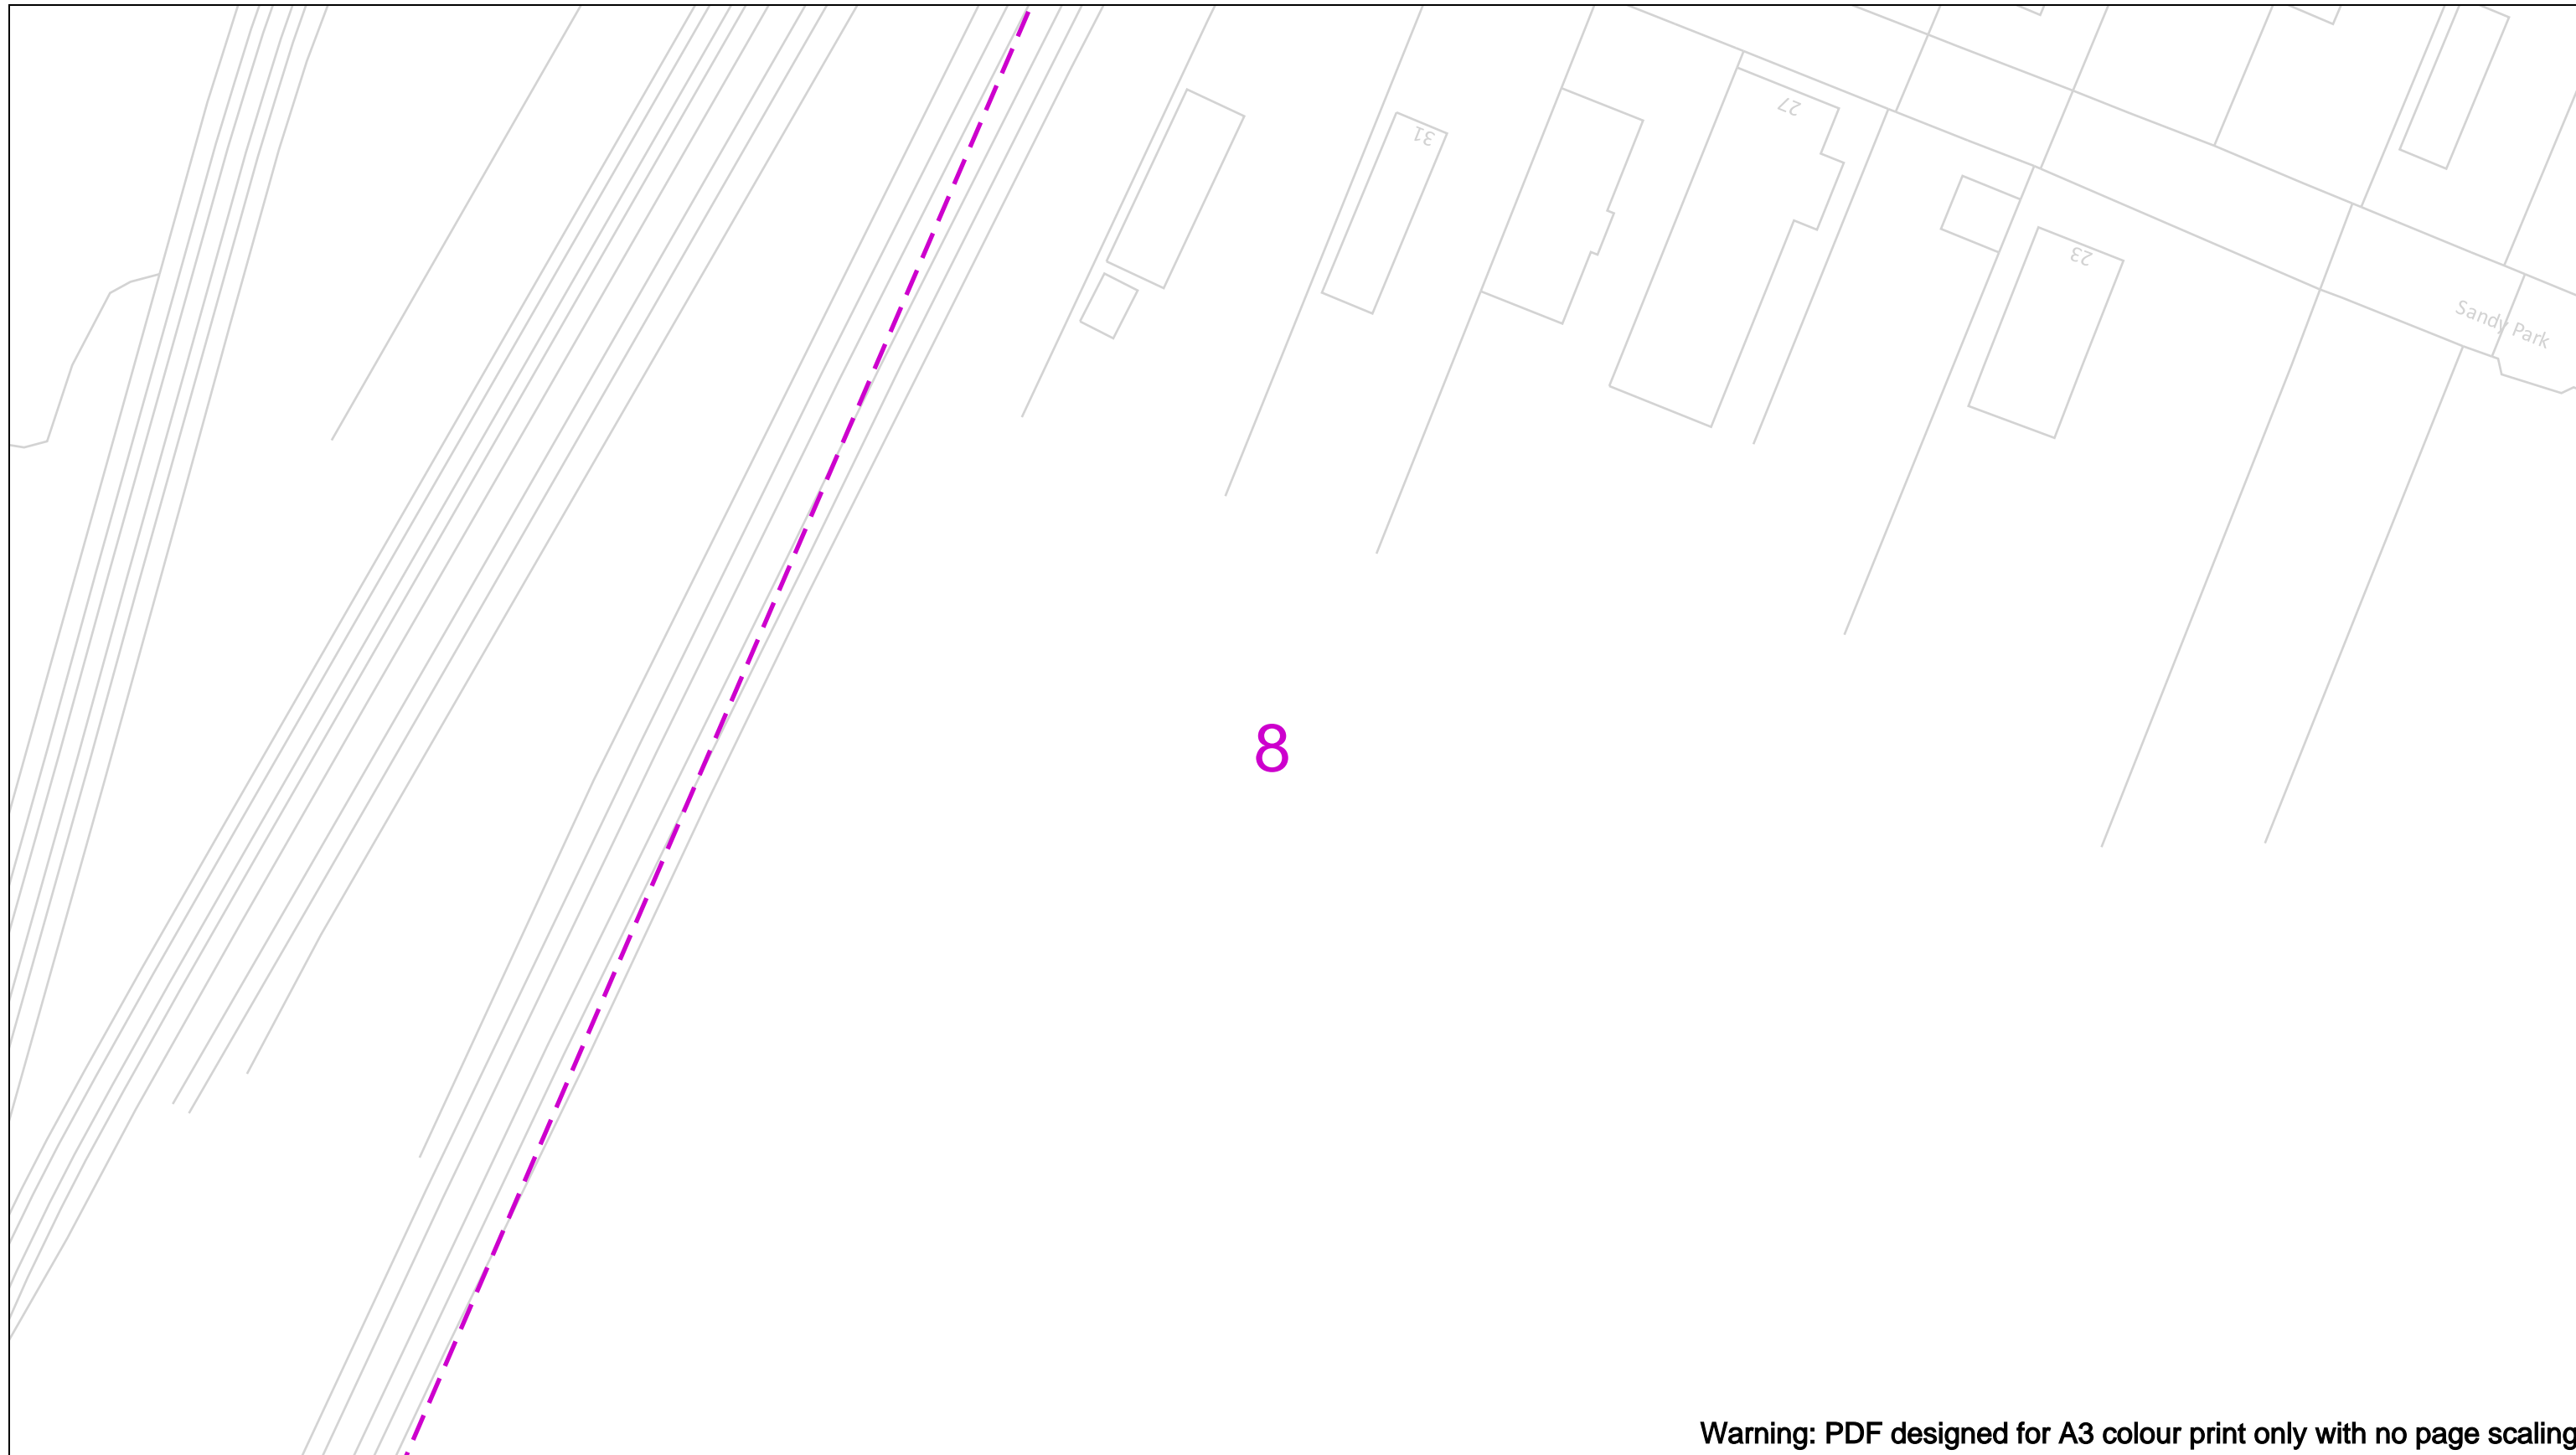 27
31
23
Sandy Park
8
Warning: PDF designed for A3 colour print only with no page scaling